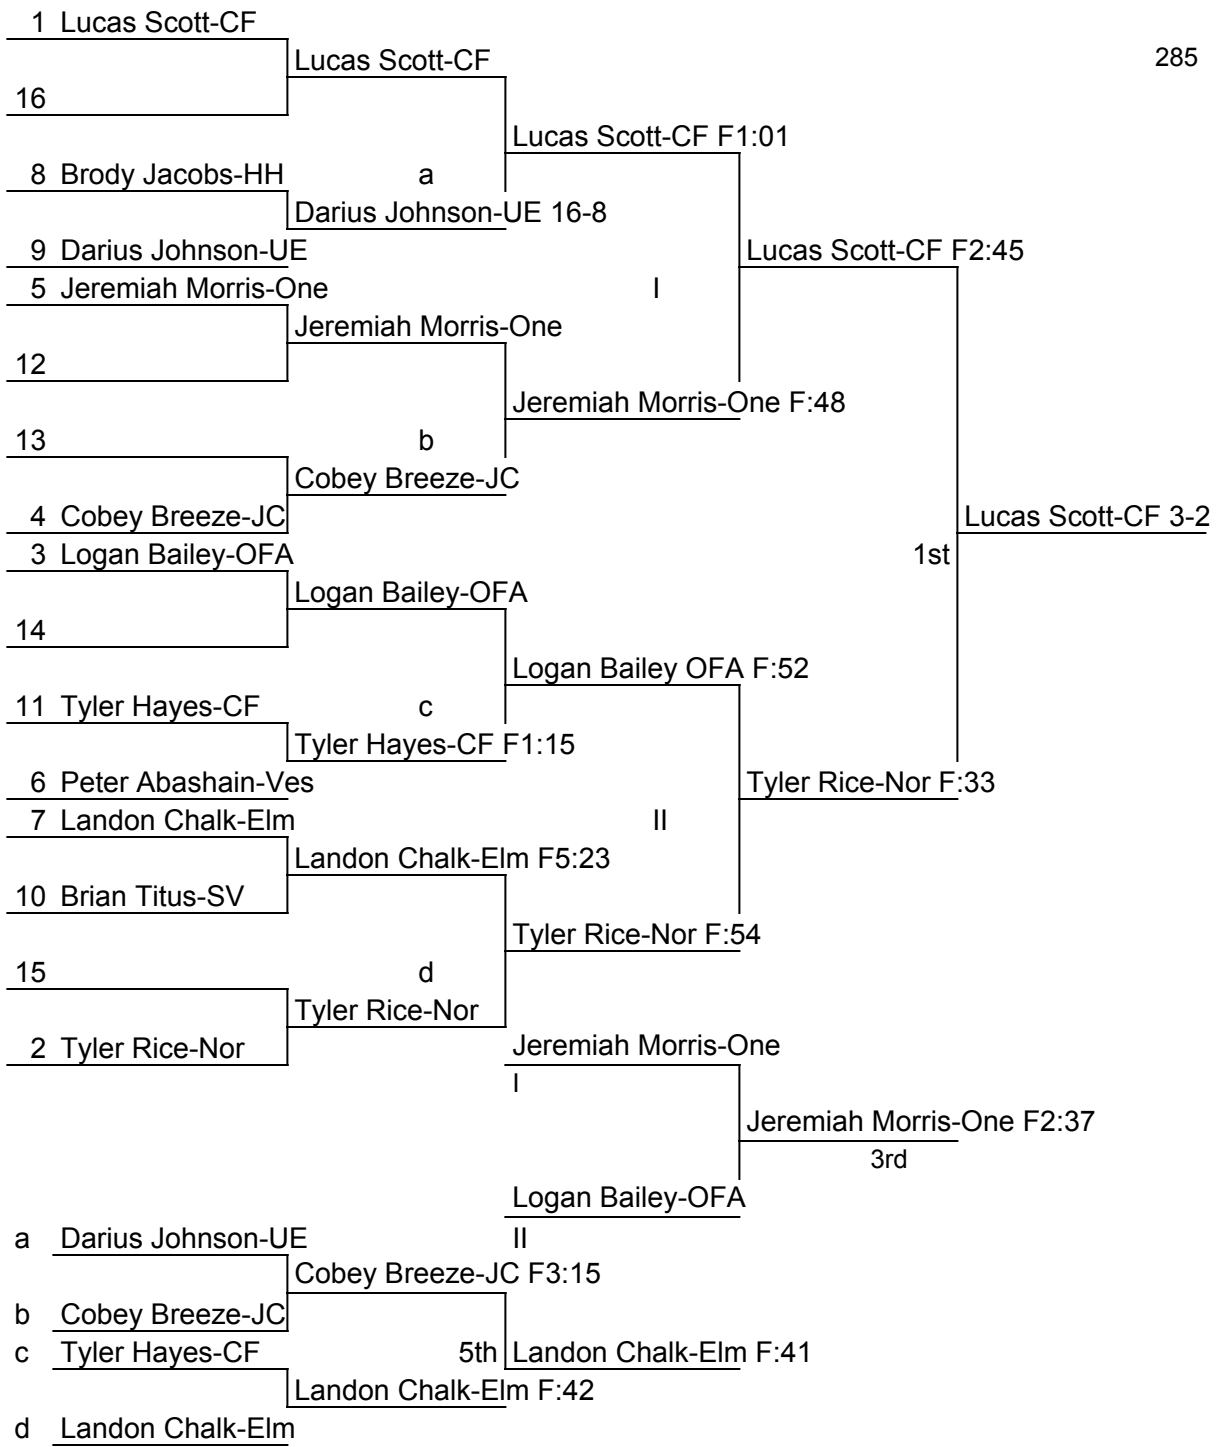 1 Lucas Scott-CF
Lucas Scott-CF
285
16
Lucas Scott-CF F1:01
8 Brody Jacobs-HH
a
Darius Johnson-UE 16-8
9 Darius Johnson-UE
Lucas Scott-CF F2:45
5 Jeremiah Morris-One
I
Jeremiah Morris-One
12
Jeremiah Morris-One F:48
13
b
Cobey Breeze-JC
4 Cobey Breeze-JC
Lucas Scott-CF 3-2
3 Logan Bailey-OFA
1st
Logan Bailey-OFA
14
Logan Bailey OFA F:52
11 Tyler Hayes-CF
c
Tyler Hayes-CF F1:15
6 Peter Abashain-Ves
Tyler Rice-Nor F:33
7 Landon Chalk-Elm
II
Landon Chalk-Elm F5:23
10 Brian Titus-SV
Tyler Rice-Nor F:54
15
d
Tyler Rice-Nor
2 Tyler Rice-Nor
Jeremiah Morris-One
I
Jeremiah Morris-One F2:37
3rd
Logan Bailey-OFA
a Darius Johnson-UE
II
Cobey Breeze-JC F3:15
b Cobey Breeze-JC
c Tyler Hayes-CF
5th Landon Chalk-Elm F:41
Landon Chalk-Elm F:42
d Landon Chalk-Elm